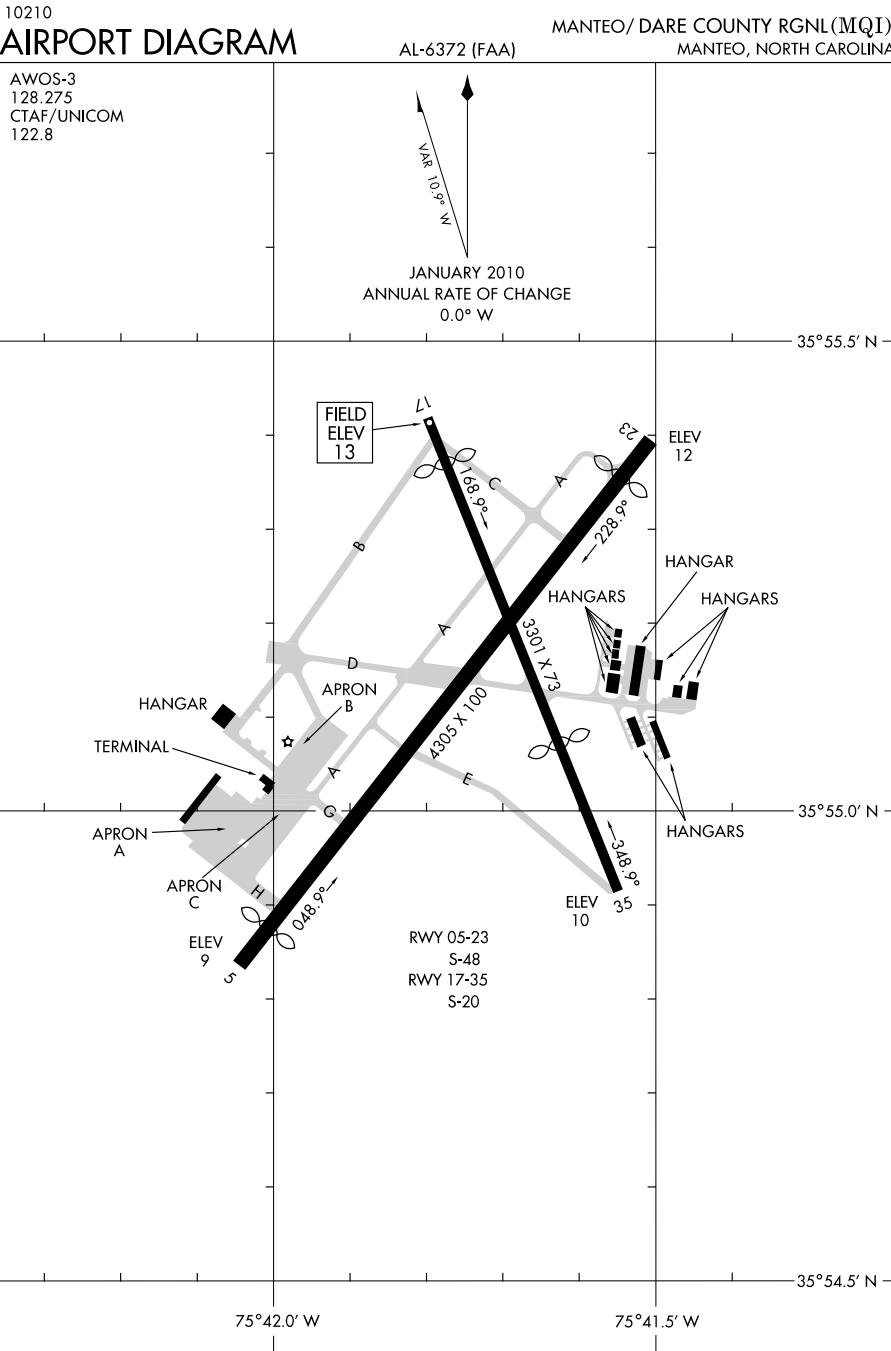 10210
AIRPORT DIAGRAM
AL-6372 (FAA)
MANTEO/ DARE COUNTY RGNL (MQI)
MANTEO, NORTH CAROLINA
AWOS-3
128.275
CTAF/UNICOM
122.8
VAR 10.9° W
JANUARY 2010
ANNUAL RATE OF CHANGE
0.0° W
35°55.5' N
17
FIELD
ELEV
13
23
ELEV
12
168.9°
C
A
228.9°
B
HANGAR
HANGARS
HANGARS
A
3301 X 73
D
APRON
B
HANGAR
4305 X 100
TERMINAL
A
E
G
35°55.0' N
APRON
A
HANGARS
APRON
C
H
048.9°
348.9°
ELEV
10
35
ELEV
9
5
RWY 05-23
S-48
RWY 17-35
S-20
35°54.5' N
75°42.0' W
75°41.5' W